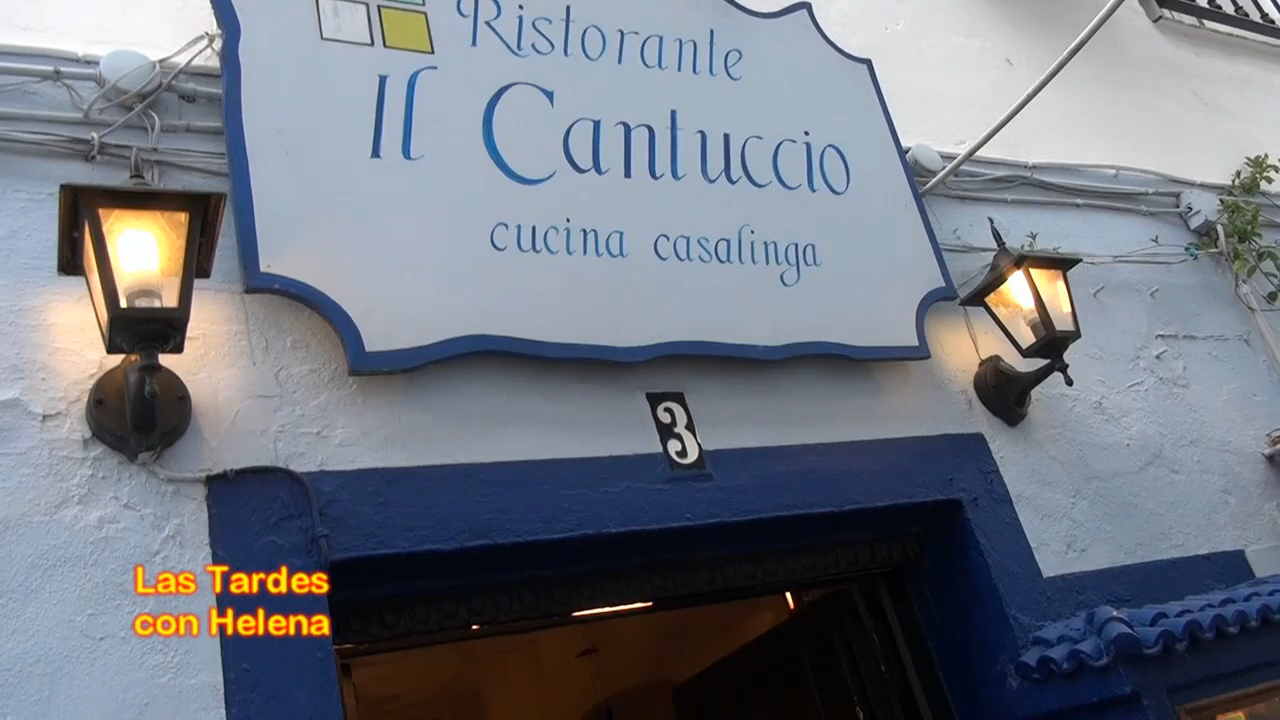 Ristorante
Il Cantuccio
cucina casalinga
3
Las Tardes
con Helena